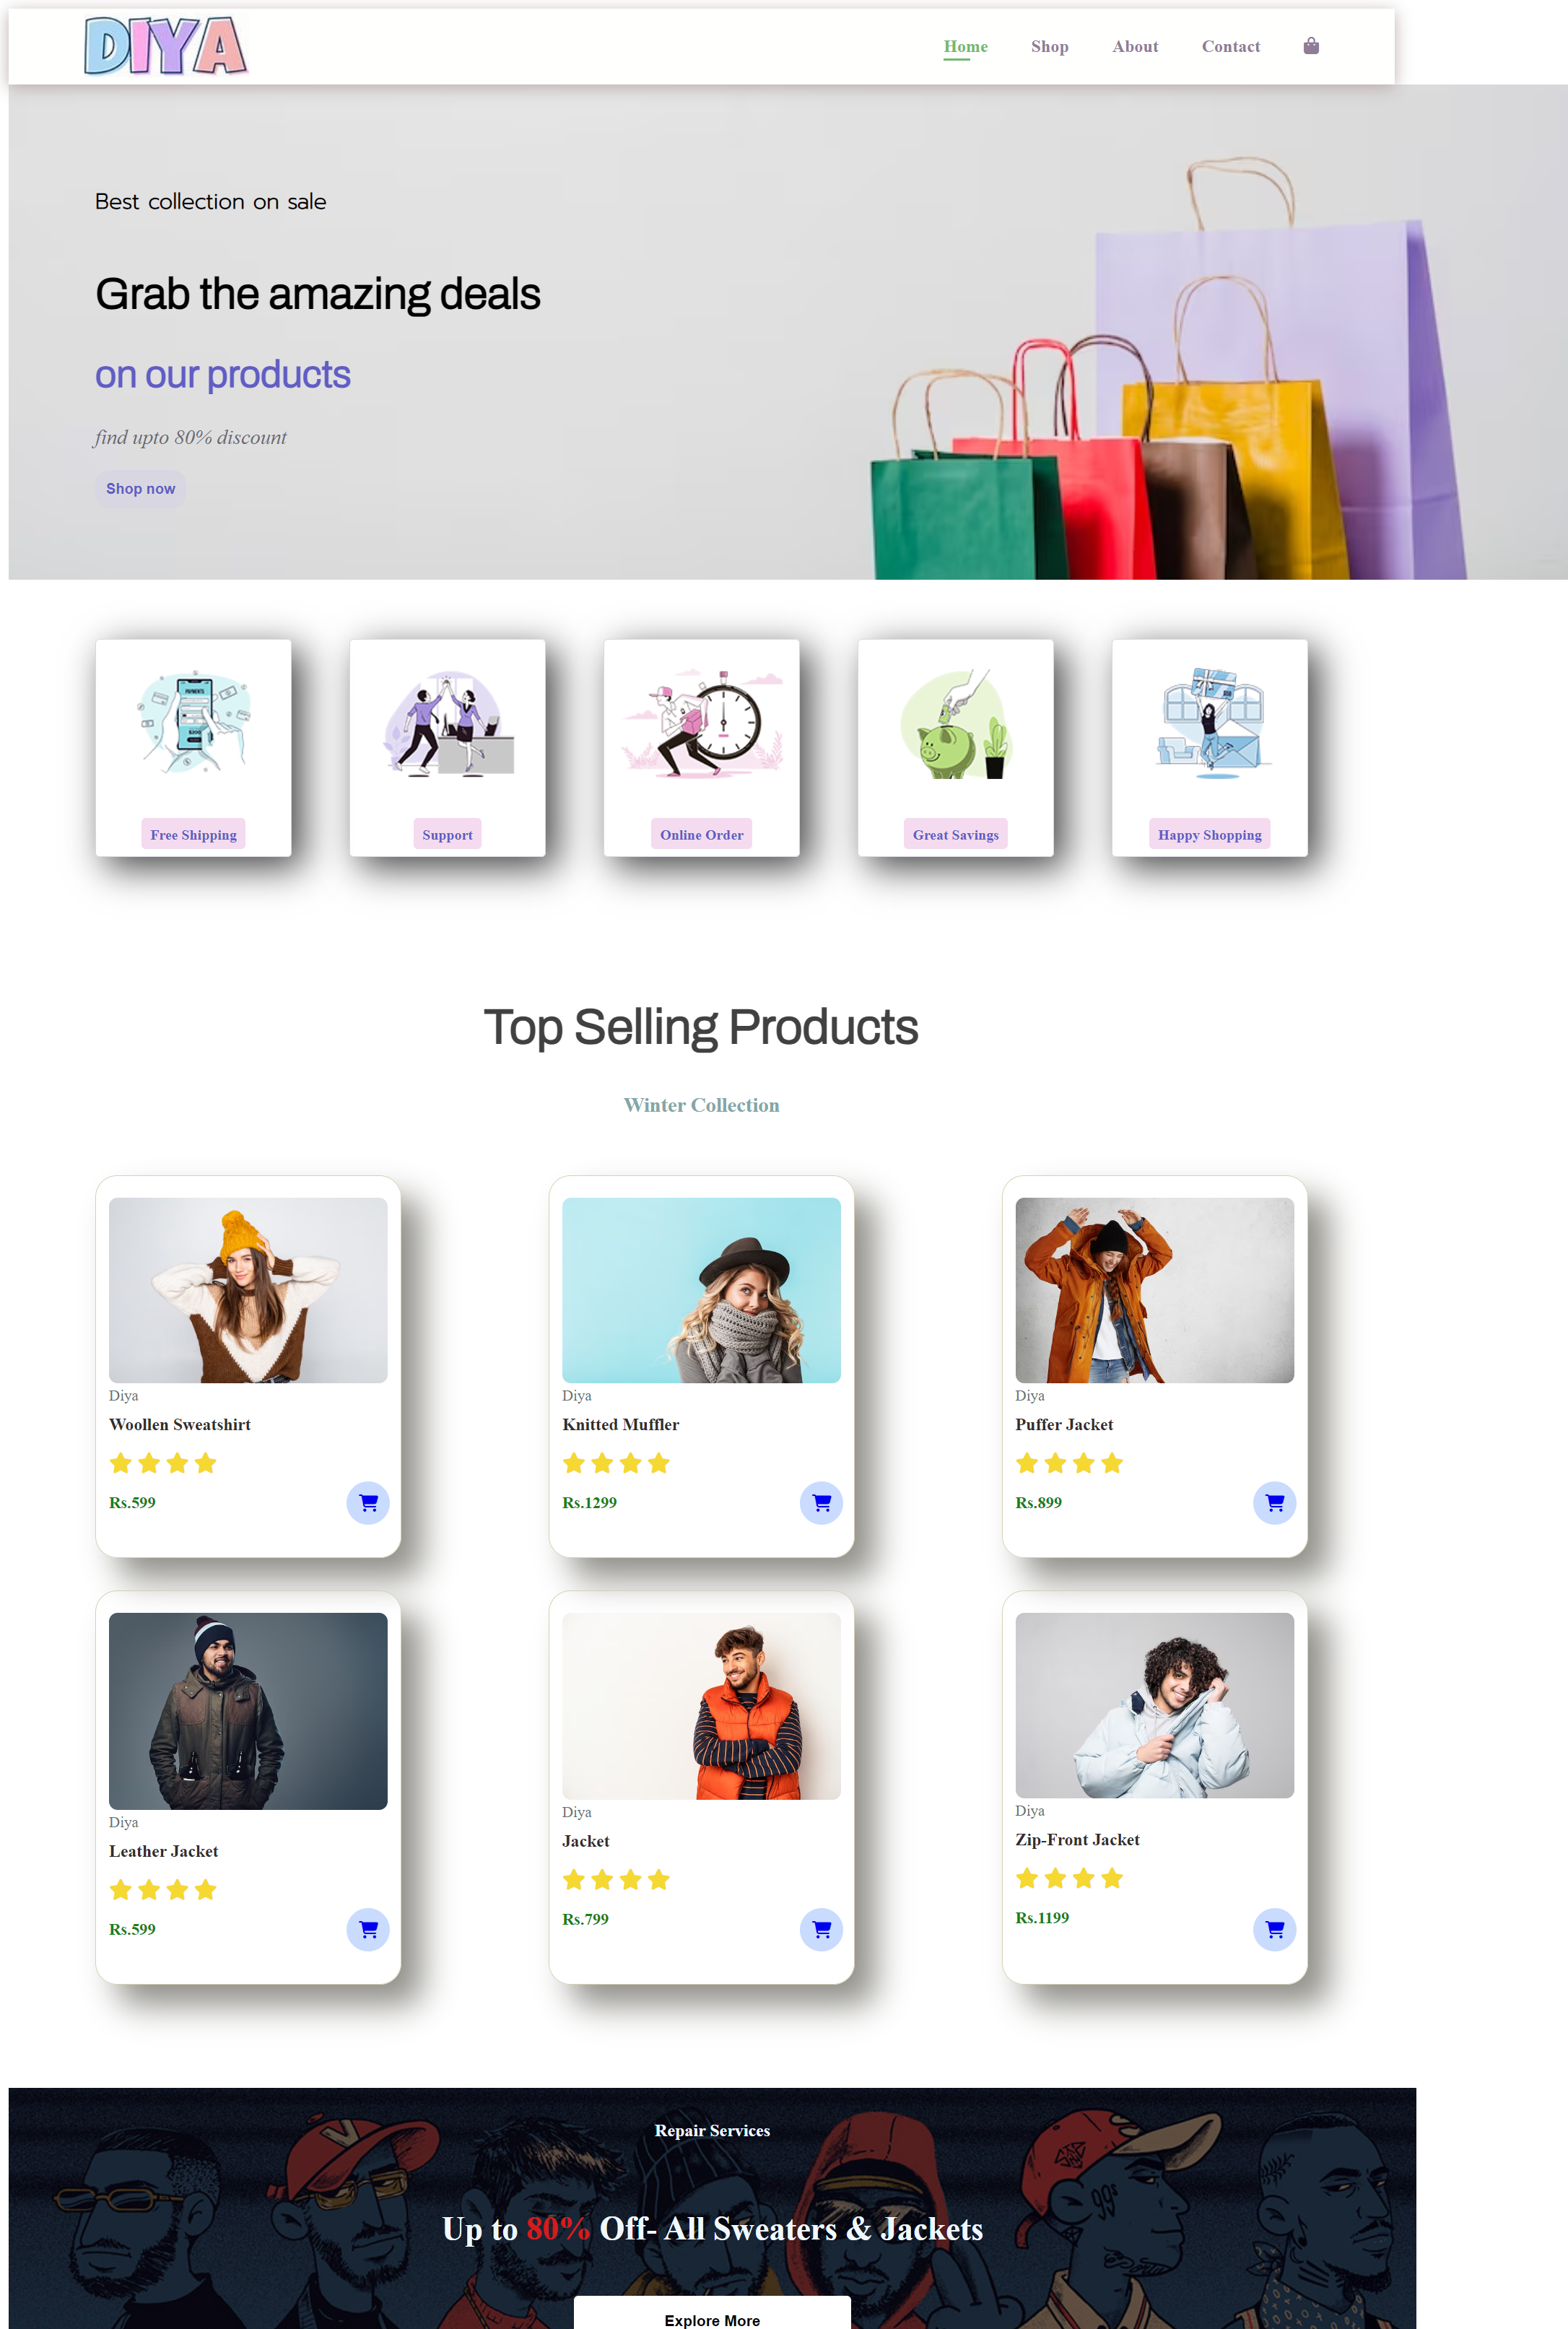 DIYA
Home Shop About Contact
Best collection on sale
Grab the amazing deals
on our products
find upto 80% discount
Shop now
PAYMENTS
Free Shipping
Support
Online Order
Great Savings
Happy Shopping
Top Selling Products
Winter Collection
Diya
Woollen Sweatshirt
Rs.599
Diya
Knitted Muffler
Rs.1299
Diya
Puffer Jacket
Rs.899
Diya
Leather Jacket
Rs.599
Diya
Jacket
Rs.799
Diya
Zip-Front Jacket
Rs.1199
Repair Services
Up to 80% Off- All Sweaters & Jackets
Explore More